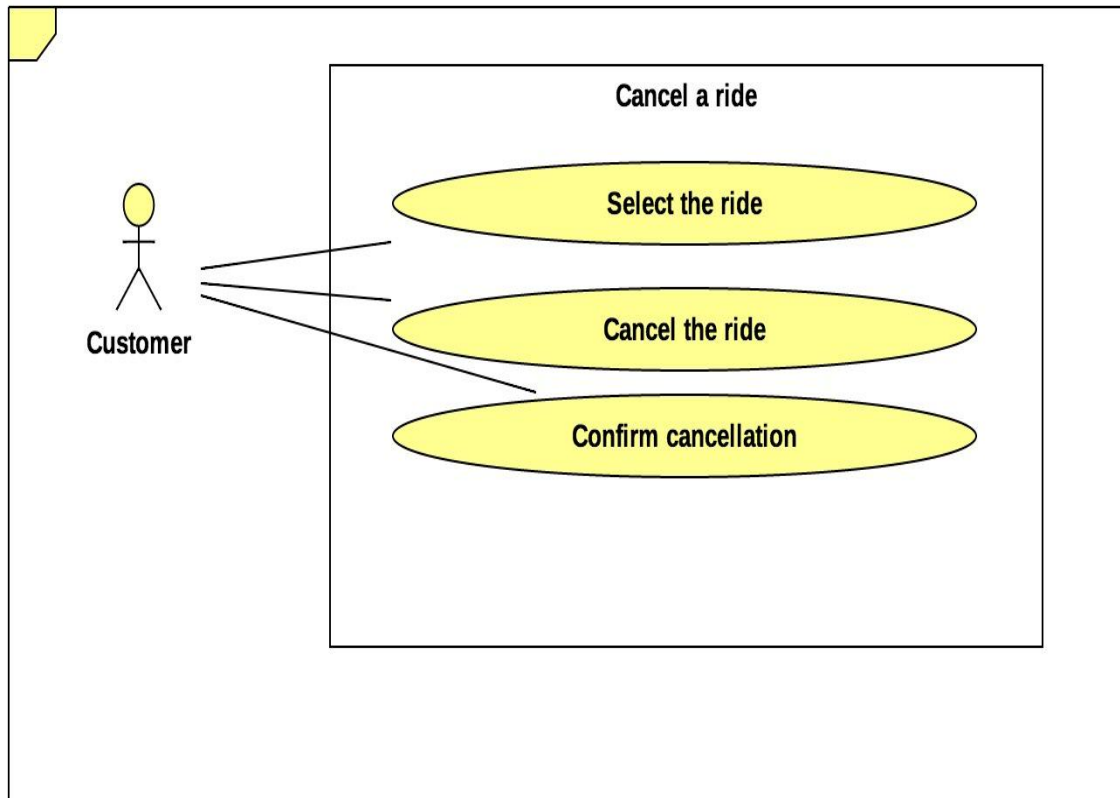 Cancel a ride
Select the ride
Cancel the ride
Customer
Confirm cancellation